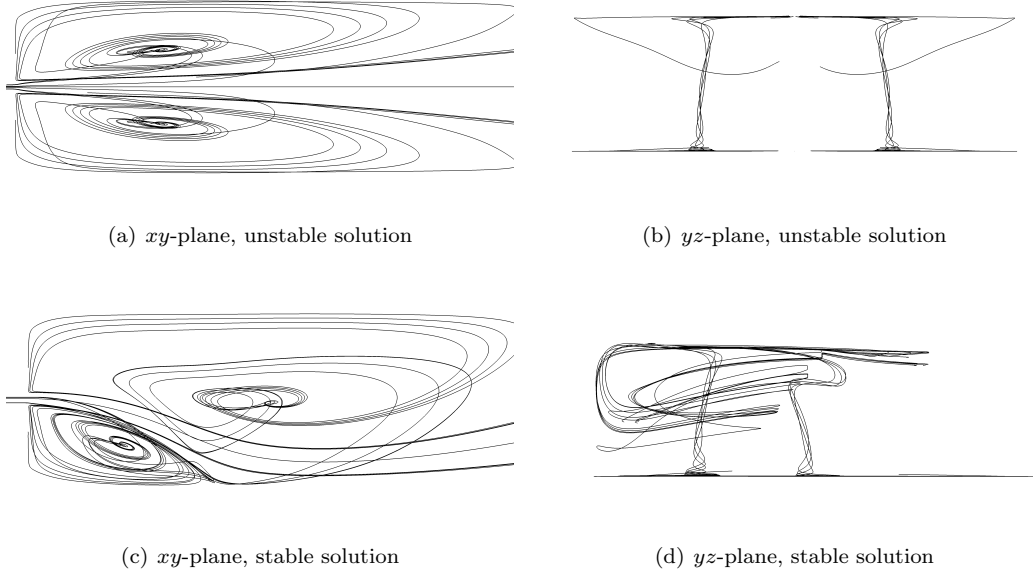 (a) xy-plane, unstable solution
(b) yz-plane, unstable solution
(c) xy-plane, stable solution
(d) yz-plane, stable solution